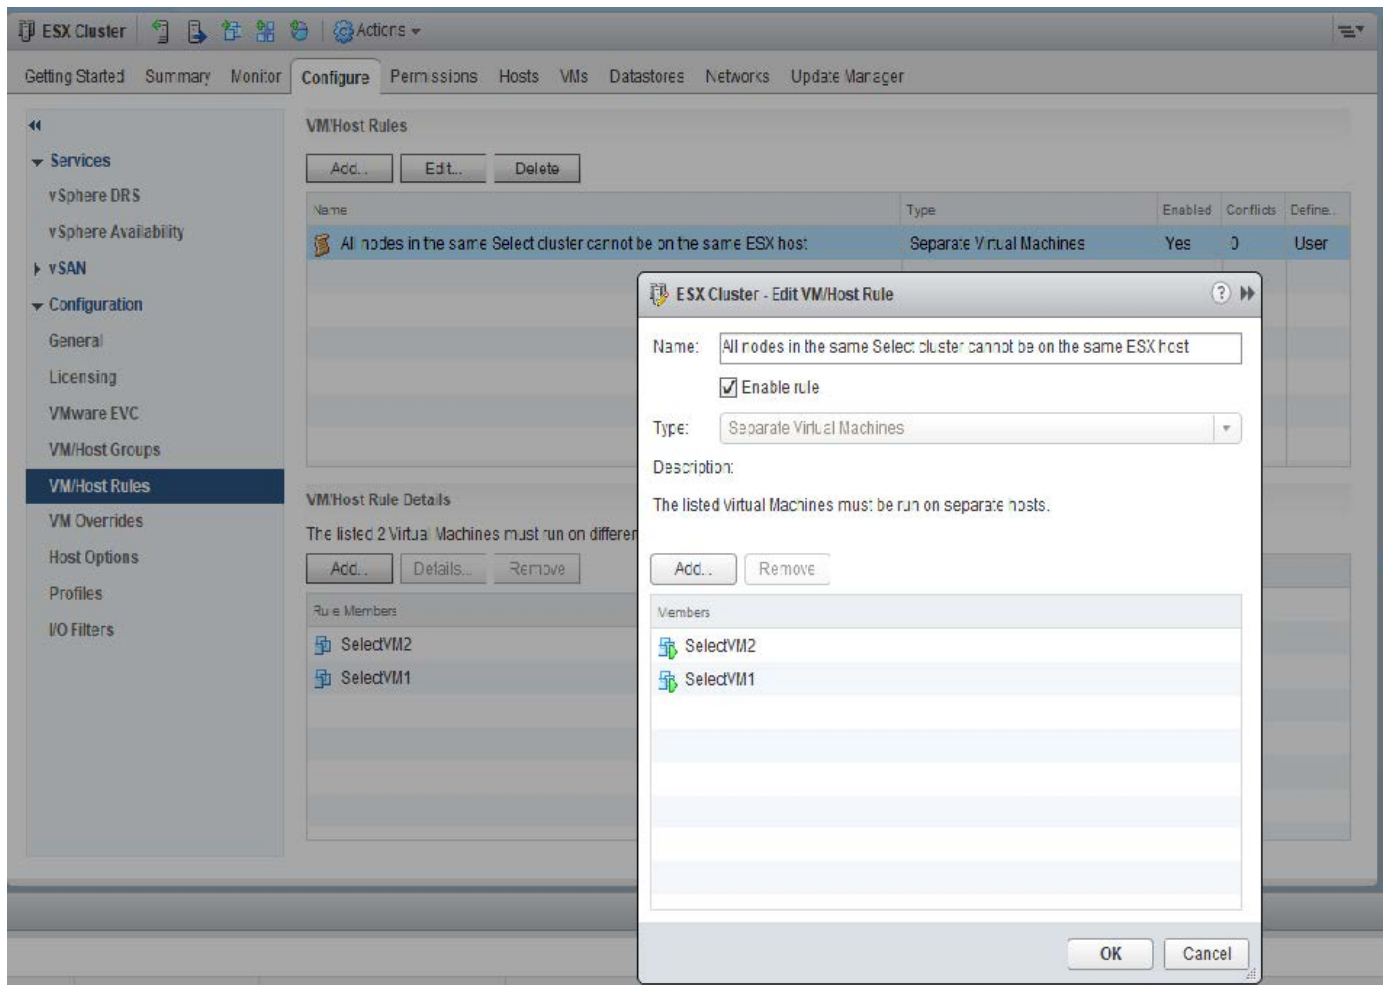 ESX Cluster Actions
Getting Started Summary Monitor Configure Permissions Hosts VMs Datastores Networks Update Manager
VM/Host Rules
Services
Add... Edit... Delete
vSphere DRS
Name Type Enabled Conflicts Define...
vSphere Availability
All nodes in the same Select cluster cannot be on the same ESX host Separate Virtual Machines Yes 0 User
vSAN
Configuration
General
Licensing
VMware EVC
VM/Host Groups
VM/Host Rules
VM Overrides
Host Options
Profiles
I/O Filters
VM/Host Rule Details
The listed 2 Virtual Machines must run on differen
Add... Details... Remove
Rule Members
SelectVM2
SelectVM1
ESX Cluster - Edit VM/Host Rule
Name: All nodes in the same Select cluster cannot be on the same ESX host
Enable rule
Type: Separate Virtual Machines
Description:
The listed Virtual Machines must be run on separate hosts.
Add... Remove
Members
SelectVM2
SelectVM1
OK Cancel